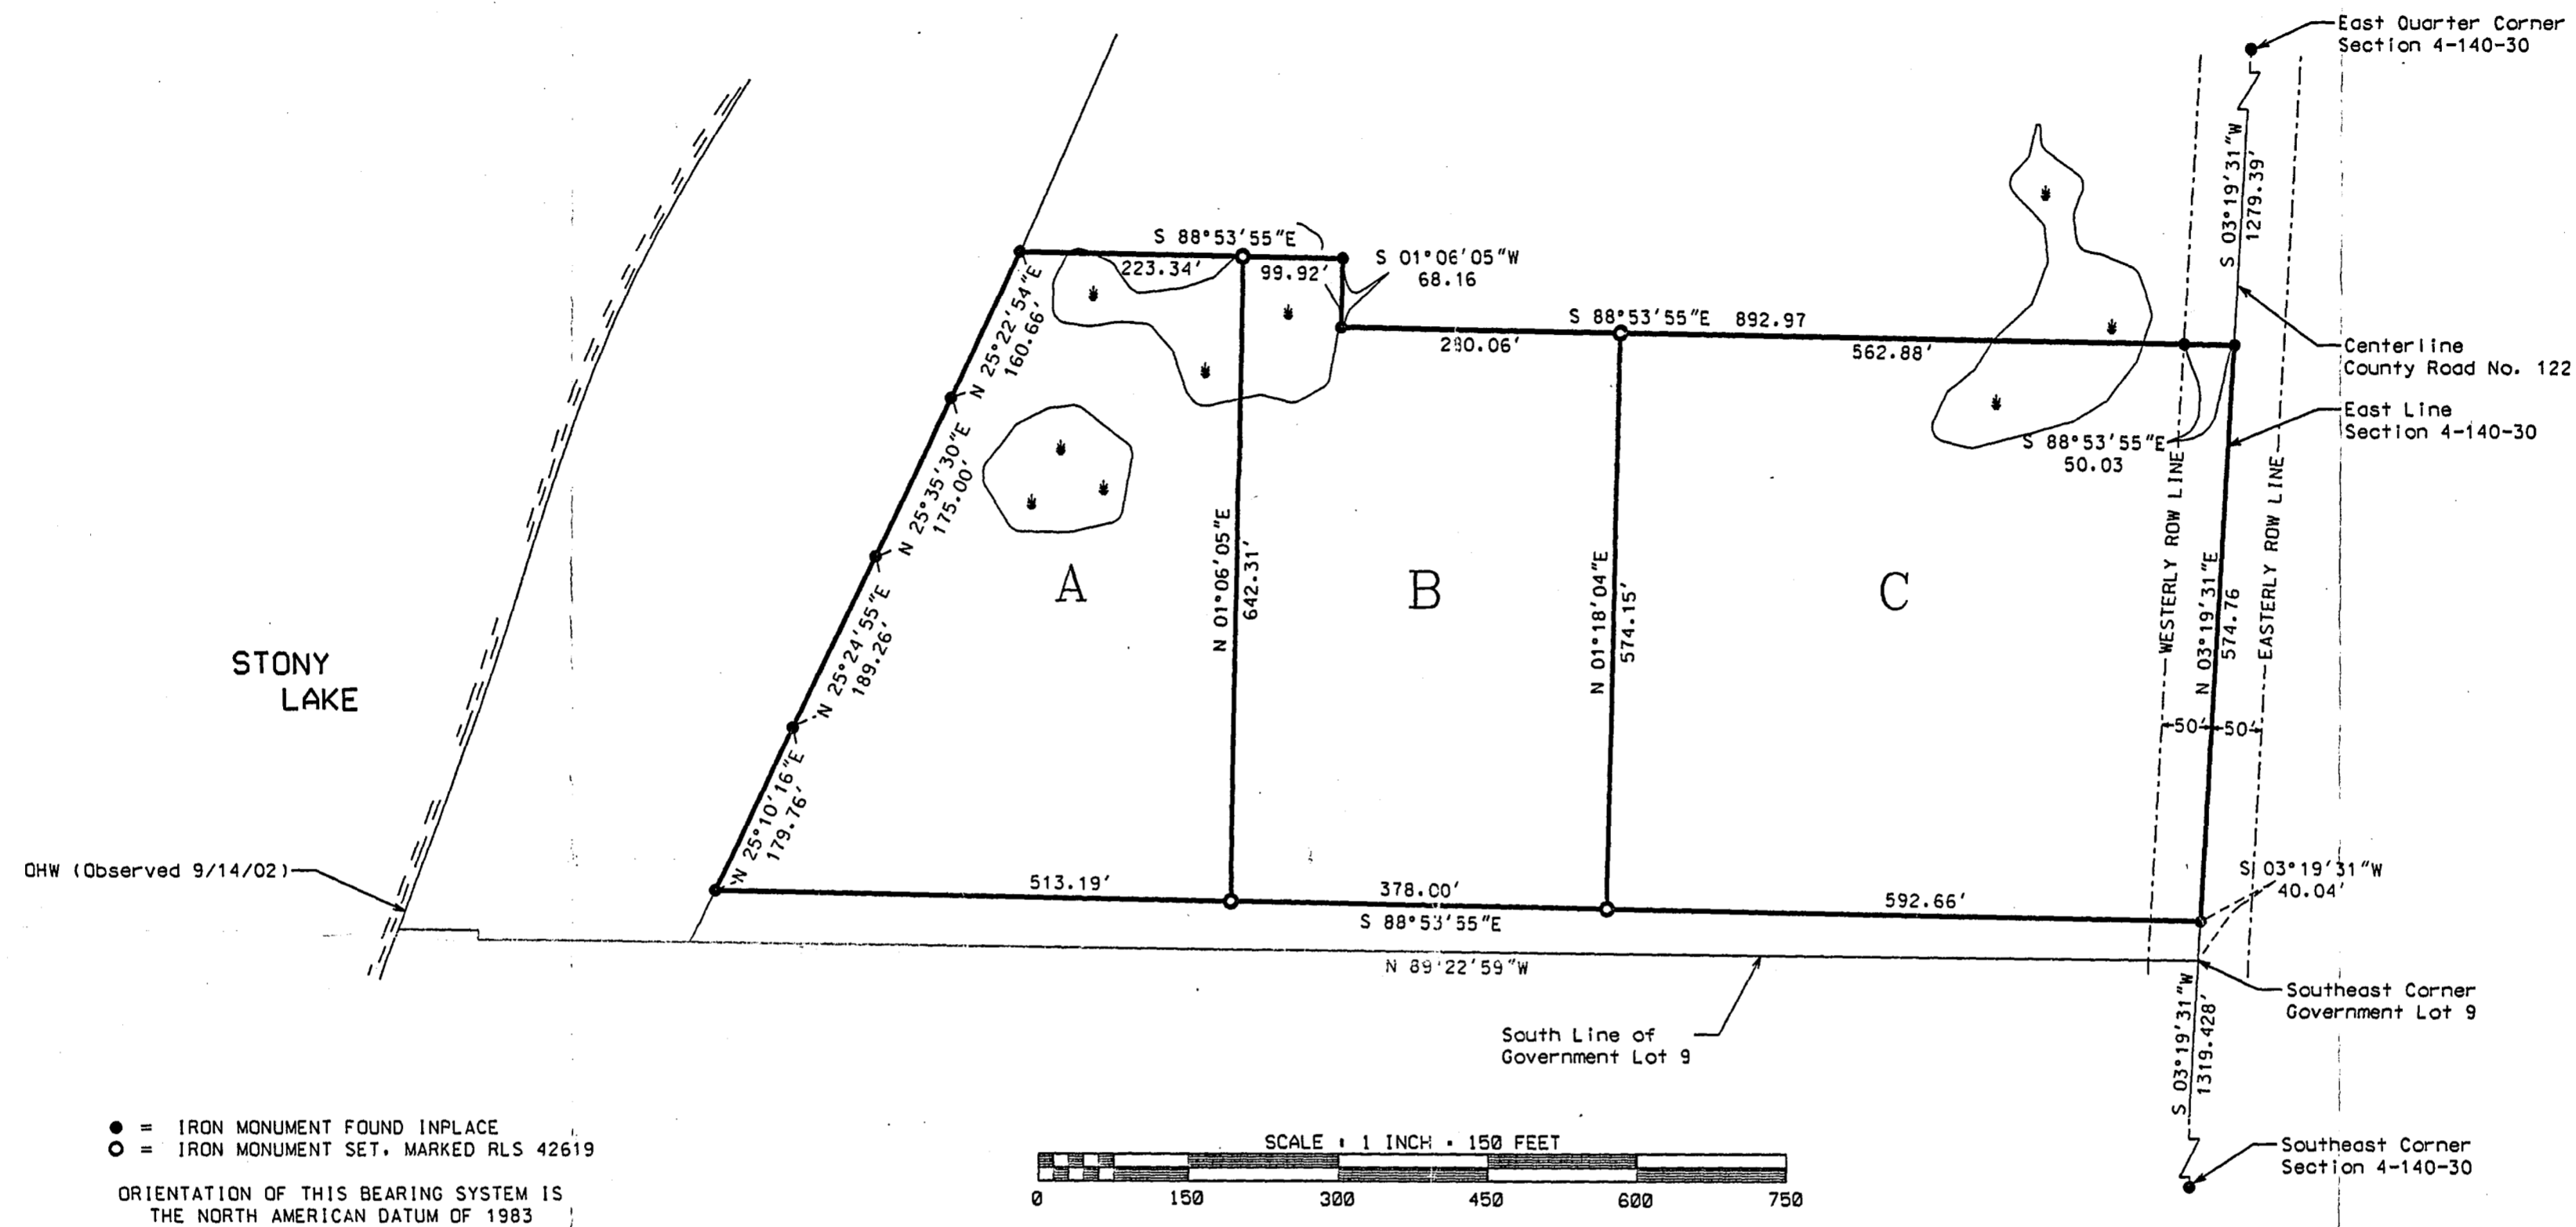 East Quarter Corner
Section 4-140-30
S 03°19'31"W
1279.39'
S 88°53'55"E
223.34'
99.92'
S 01°06'05"W
68.16
S 88°53'55"E 892.97
280.06'
562.88'
Centerline
County Road No. 122
East Line
Section 4-140-30
S 88°53'55"E
50.03
N 25°22'54"E
160.66'
N 25°35'30"E
175.00'
N 25°24'55"E
189.26'
N 25°10'16"E
179.76'
A
N 01°06'05"E
642.31'
B
N 01°18'04"E
574.15'
C
WESTERLY ROW LINE
N 03°19'31"E
574.76
EASTERLY ROW LINE
50'
50'
STONY
LAKE
OHW (Observed 9/14/02)
513.19'
378.00'
S 88°53'55"E
592.66'
S 03°19'31"W
40.04'
N 89°22'59"W
South Line of
Government Lot 9
Southeast Corner
Government Lot 9
S 03°19'31"W
1319.428'
Southeast Corner
Section 4-140-30
= IRON MONUMENT FOUND INPLACE
= IRON MONUMENT SET. MARKED RLS 42619
ORIENTATION OF THIS BEARING SYSTEM IS
THE NORTH AMERICAN DATUM OF 1983
SCALE : 1 INCH = 150 FEET
0 150 300 450 600 750